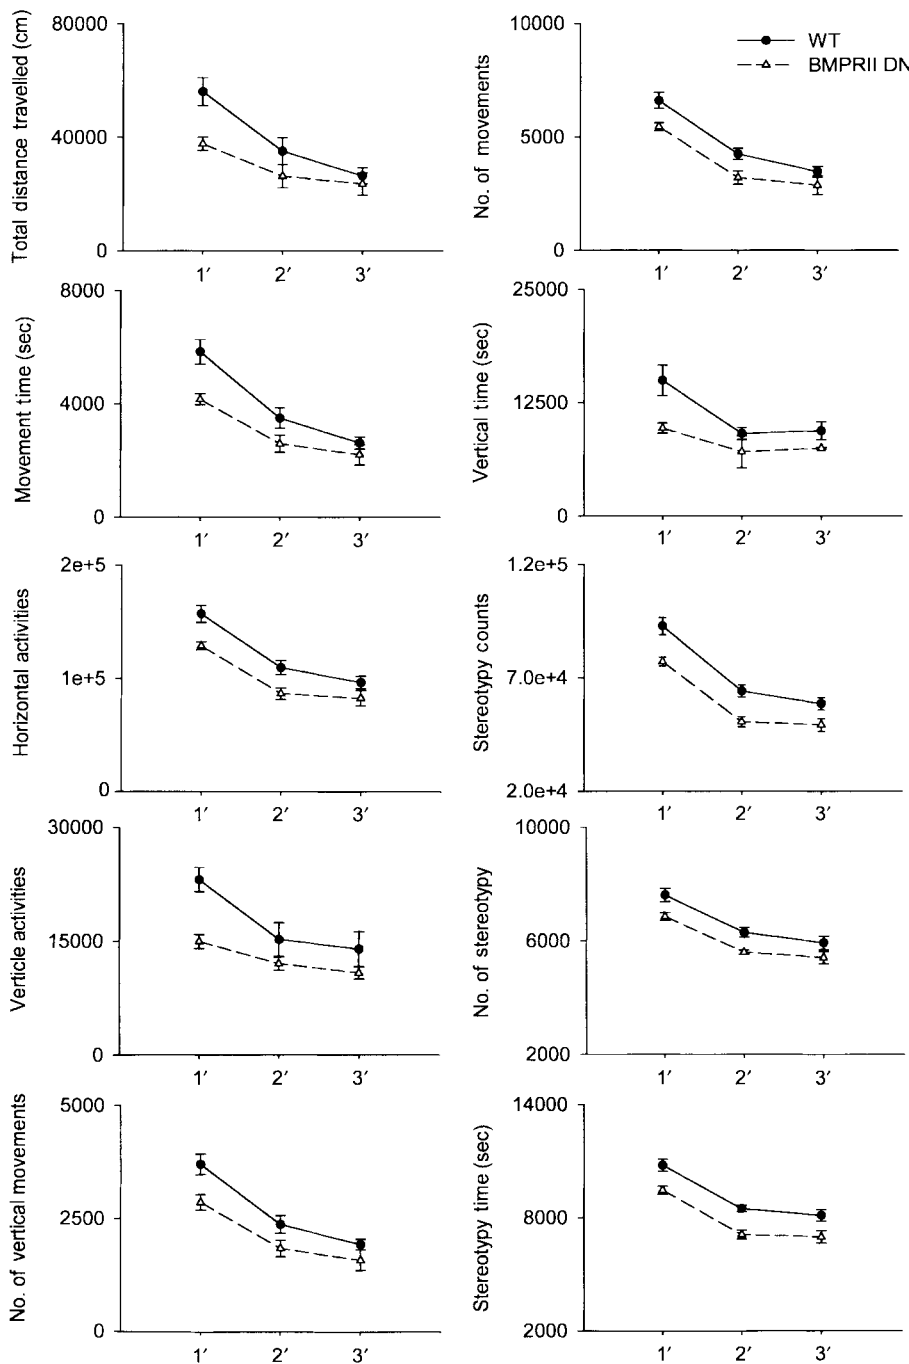 Total distance travelled (cm)
80000
40000
0
1′ 2′ 3′
No. of movements
10000
5000
0
1′ 2′ 3′
WT
BMPRII DN
Movement time (sec)
8000
4000
0
1′ 2′ 3′
Vertical time (sec)
25000
12500
0
1′ 2′ 3′
Horizontal activities
2e+5
1e+5
0
1′ 2′ 3′
Stereotypy counts
1.2e+5
7.0e+4
2.0e+4
1′ 2′ 3′
Verticle activities
30000
15000
0
1′ 2′ 3′
No. of stereotypy
10000
6000
2000
1′ 2′ 3′
No. of vertical movements
5000
2500
0
1′ 2′ 3′
Stereotypy time (sec)
14000
8000
2000
1′ 2′ 3′